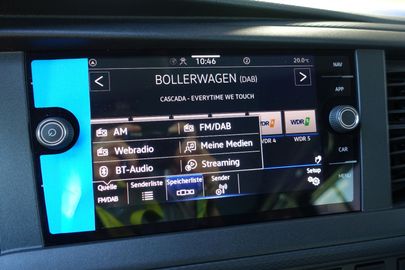 10:46
20.0°C
NAV
BOLLERWAGEN (DAB)
APP
CASCADA - EVERYTIME WE TOUCH
AM
FM/DAB
Webradio
Meine Medien
WDR 4
WDR 5
BT-Audio
Streaming
Quelle
Senderliste
Speicherliste
Sender
Setup
FM/DAB
CAR